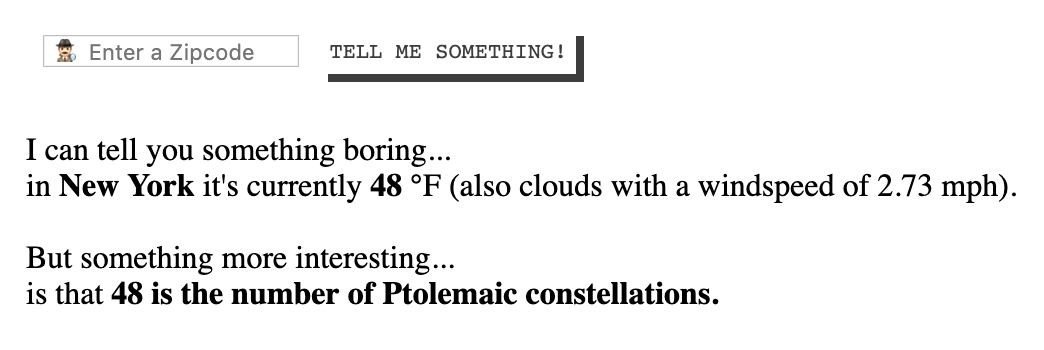 Enter a Zipcode
TELL ME SOMETHING!
I can tell you something boring...
in New York it's currently 48 °F (also clouds with a windspeed of 2.73 mph).
But something more interesting...
is that 48 is the number of Ptolemaic constellations.